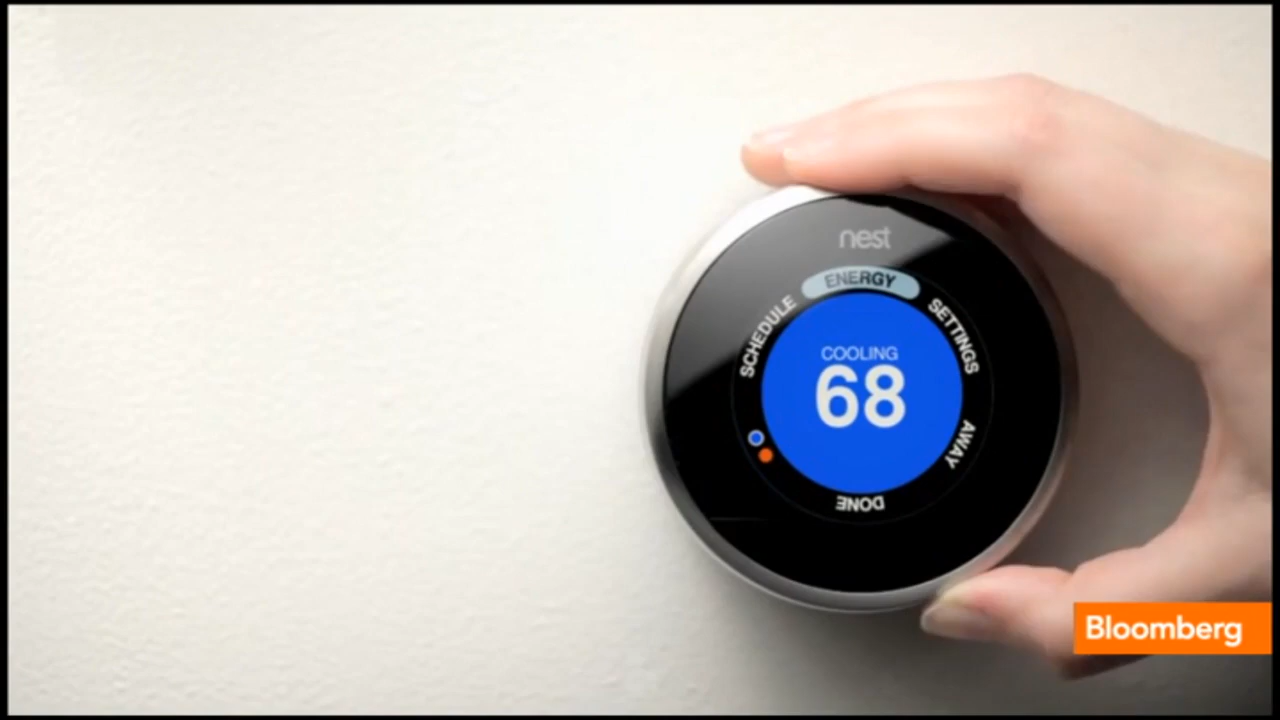 nest
ENERGY
SCHEDULE
SETTINGS
COOLING
68
AWAY
DONE
Bloomberg